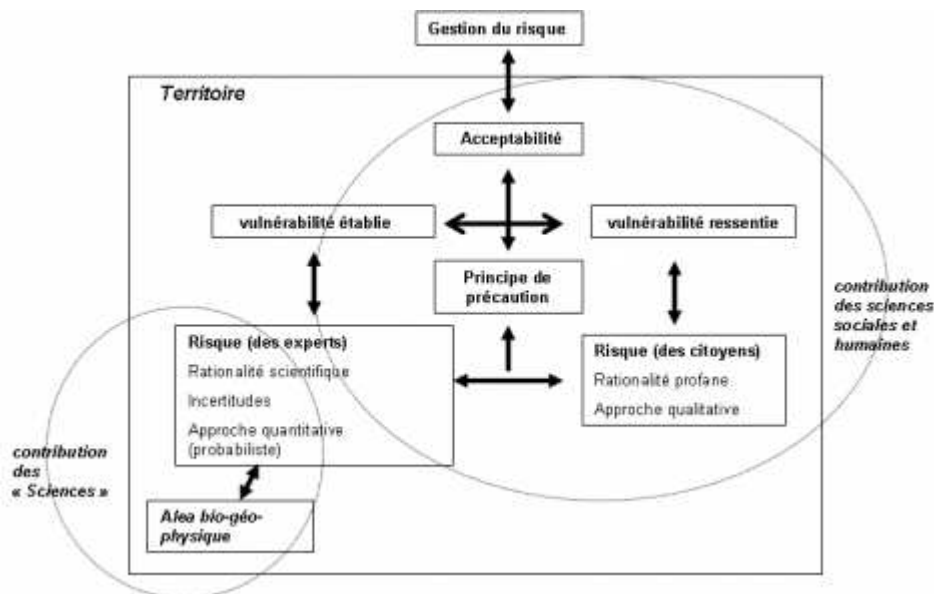 Gestion du risque
Territoire
Acceptabilité
vulnérabilité établie
vulnérabilité ressentie
Principe de
précaution
contribution
des sciences
sociales et
humaines
Risque (des experts)
Rationalité scientifique
Incertitudes
Approche quantitative
(probabiliste)
Risque (des citoyens)
Rationalité profane
Approche qualitative
contribution
des
« Sciences »
Alea bio-géo-
physique